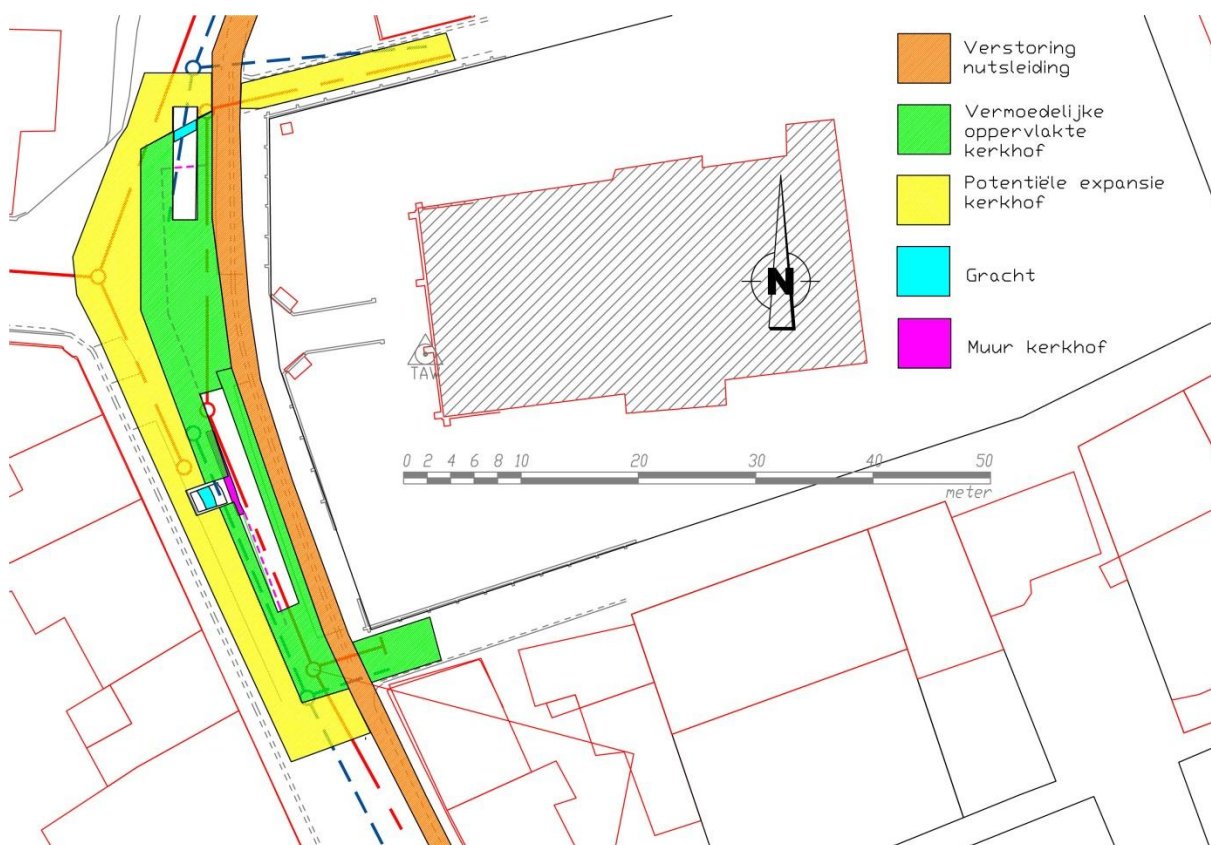 Verstoring
nutsleiding
Vermoedelijke
oppervlakte
kerkhof
Potentiële expansie
kerkhof
Gracht
Muur kerkhof
N
TAW
0 2 4 6 8 10 20 30 40 50
meter